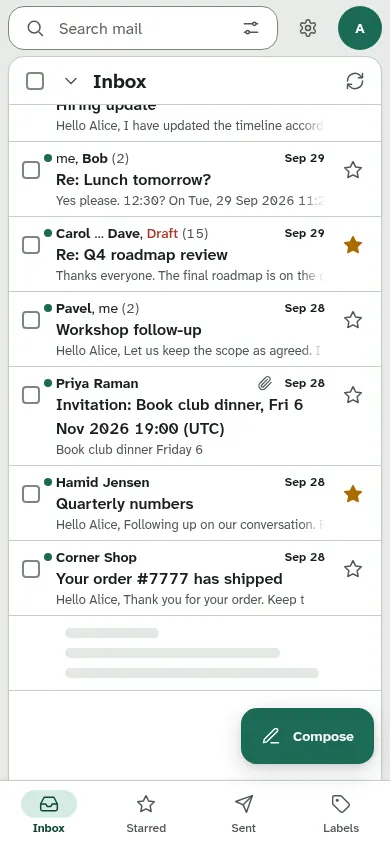 Search mail
A
Inbox
Hiring update
Hello Alice, I have updated the timeline accord
me, Bob (2) Sep 29
Re: Lunch tomorrow?
Yes please. 12:30? On Tue, 29 Sep 2026 11:2
Carol ... Dave, Draft (15) Sep 29
Re: Q4 roadmap review
Thanks everyone. The final roadmap is on the
Pavel, me (2) Sep 28
Workshop follow-up
Hello Alice, Let us keep the scope as agreed. I
Priya Raman Sep 28
Invitation: Book club dinner, Fri 6
Nov 2026 19:00 (UTC)
Book club dinner Friday 6
Hamid Jensen Sep 28
Quarterly numbers
Hello Alice, Following up on our conversation.
Corner Shop Sep 28
Your order #7777 has shipped
Hello Alice, Thank you for your order. Keep t
Compose
Inbox Starred Sent Labels